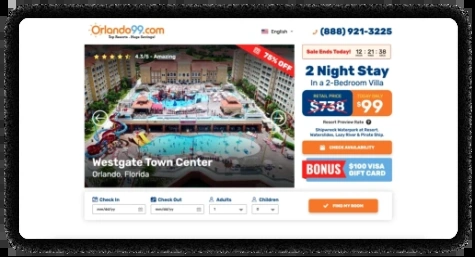 Orlando99.com
Top Resorts. Huge Savings!
English
(888) 921-3225
4.3/5 - Amazing
75% OFF
Sale Ends Today! 12 21 38
2 Night Stay
In a 2-Bedroom Villa
RETAIL PRICE
$738
$99
Resort Preview Rate
Shipwreck Waterpark at Resort,
Waterslides, Lazy River & Pirate Ship.
CHECK AVAILABILITY
BONUS
$100 VISA
GIFT CARD
Westgate Town Center
Orlando, Florida
Check In
Check Out
Adults
Children
mm/dd/yy
mm/dd/yy
1
0
FIND MY ROOM